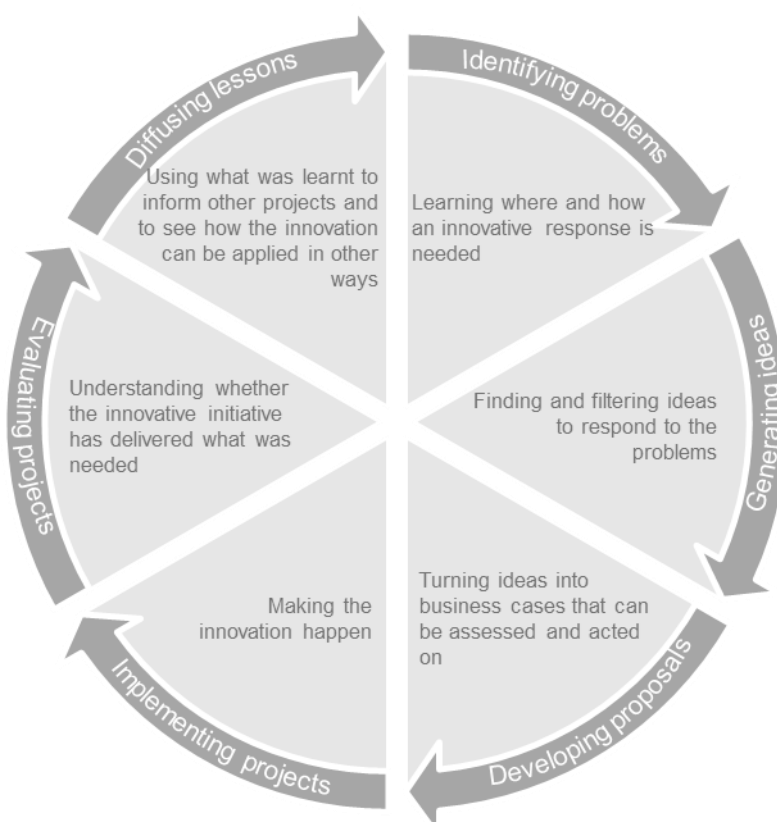 Identifying problems
Learning where and how
an innovative response is
needed
Generating ideas
Finding and filtering ideas
to respond to the
problems
Developing proposals
Turning ideas into
business cases that can
be assessed and acted
on
Implementing projects
Making the
innovation happen
Evaluating projects
Understanding whether
the innovative initiative
has delivered what was
needed
Diffusing lessons
Using what was learnt to
inform other projects and
to see how the innovation
can be applied in other
ways